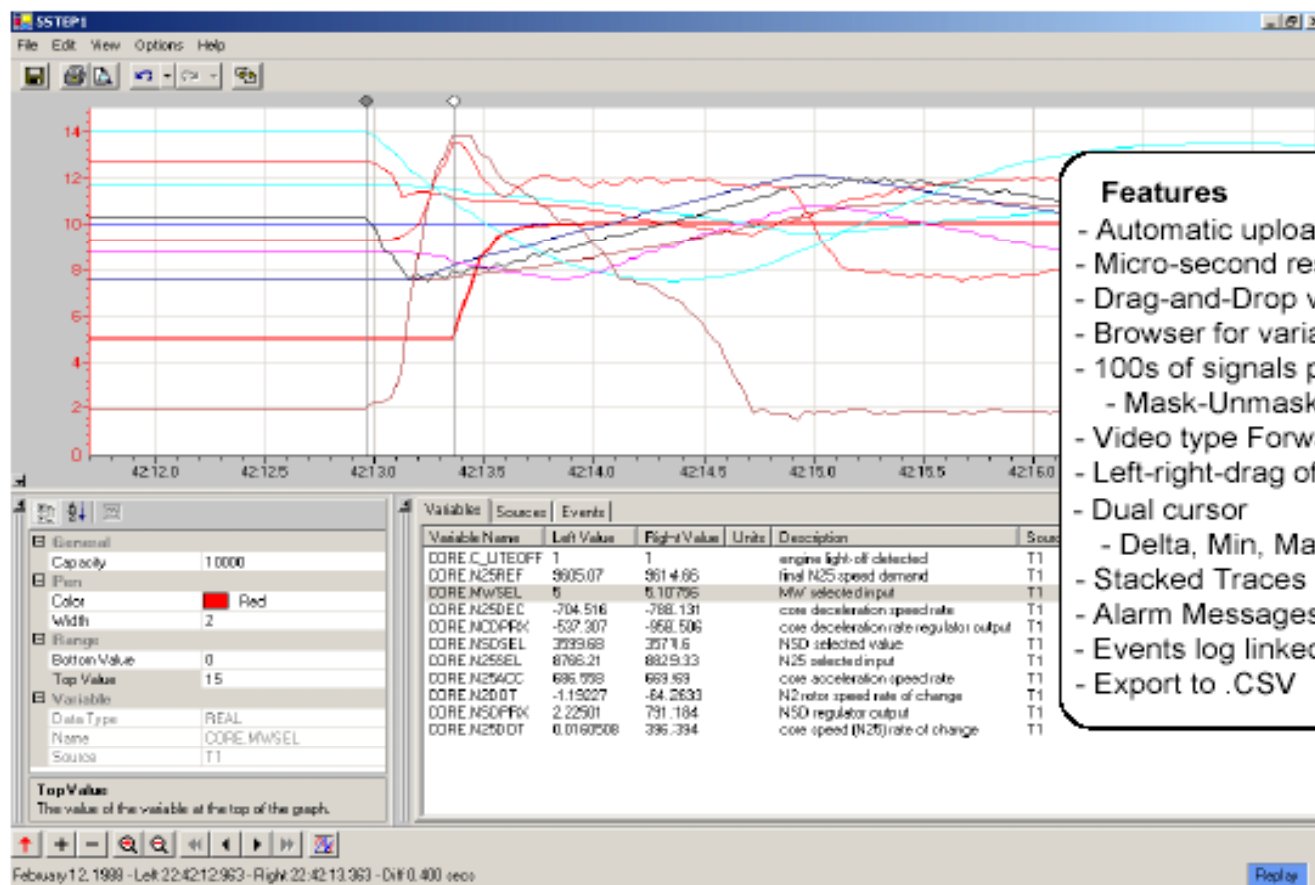 SSTEP1
File Edit View Options Help
14
12
10
8
6
4
2
0
42:12.0 42:12.5 42:13.0 42:13.5 42:14.0 42:14.5 42:15.0 42:15.5 42:16.0
Features
- Automatic uploa
- Micro-second re
- Drag-and-Drop v
- Browser for varia
- 100s of signals p
- Mask-Unmask
- Video type Forw
- Left-right-drag of
- Dual cursor
- Delta, Min, Ma
- Stacked Traces
- Alarm Messages
- Events log linked
- Export to .CSV
General
Capacity 10000
Pen
Color Red
Width 2
Range
Bottom Value 0
Top Value 15
Variable
Data Type REAL
Name CORE.MWSEL
Source T1
Top Value
The value of the variable at the top of the graph.
Variables Sources Events
Variable Name Left Value Right Value Units Description Sourc
CORE.C_LITEOFF 1 1 engine light-off detected T1
CORE.N25REF 9605.07 9614.66 final N25 speed demand T1
CORE.MWSEL 5 5.10796 MW selected input T1
CORE.N25DEC -704.516 -788.131 core deceleration speed rate T1
CORE.NCDPRX -537.307 -958.506 core deceleration rate regulator output T1
CORE.NSDSEL 3599.68 3571.6 NSD selected value T1
CORE.N25SEL 8766.21 8829.33 N25 selected input T1
CORE.N25ACC 686.558 669.69 core acceleration speed rate T1
CORE.N2DOT -1.19227 -64.2633 N2 rotor speed rate of change T1
CORE.NSDPRX 2.22501 791.184 NSD regulator output T1
CORE.N25DOT 0.0160508 396.394 core speed (N25) rate of change T1
February 12, 1988 - Left 22:42:12:963 - Right 22:42:13.363 - Diff 0.400 secs
Replay